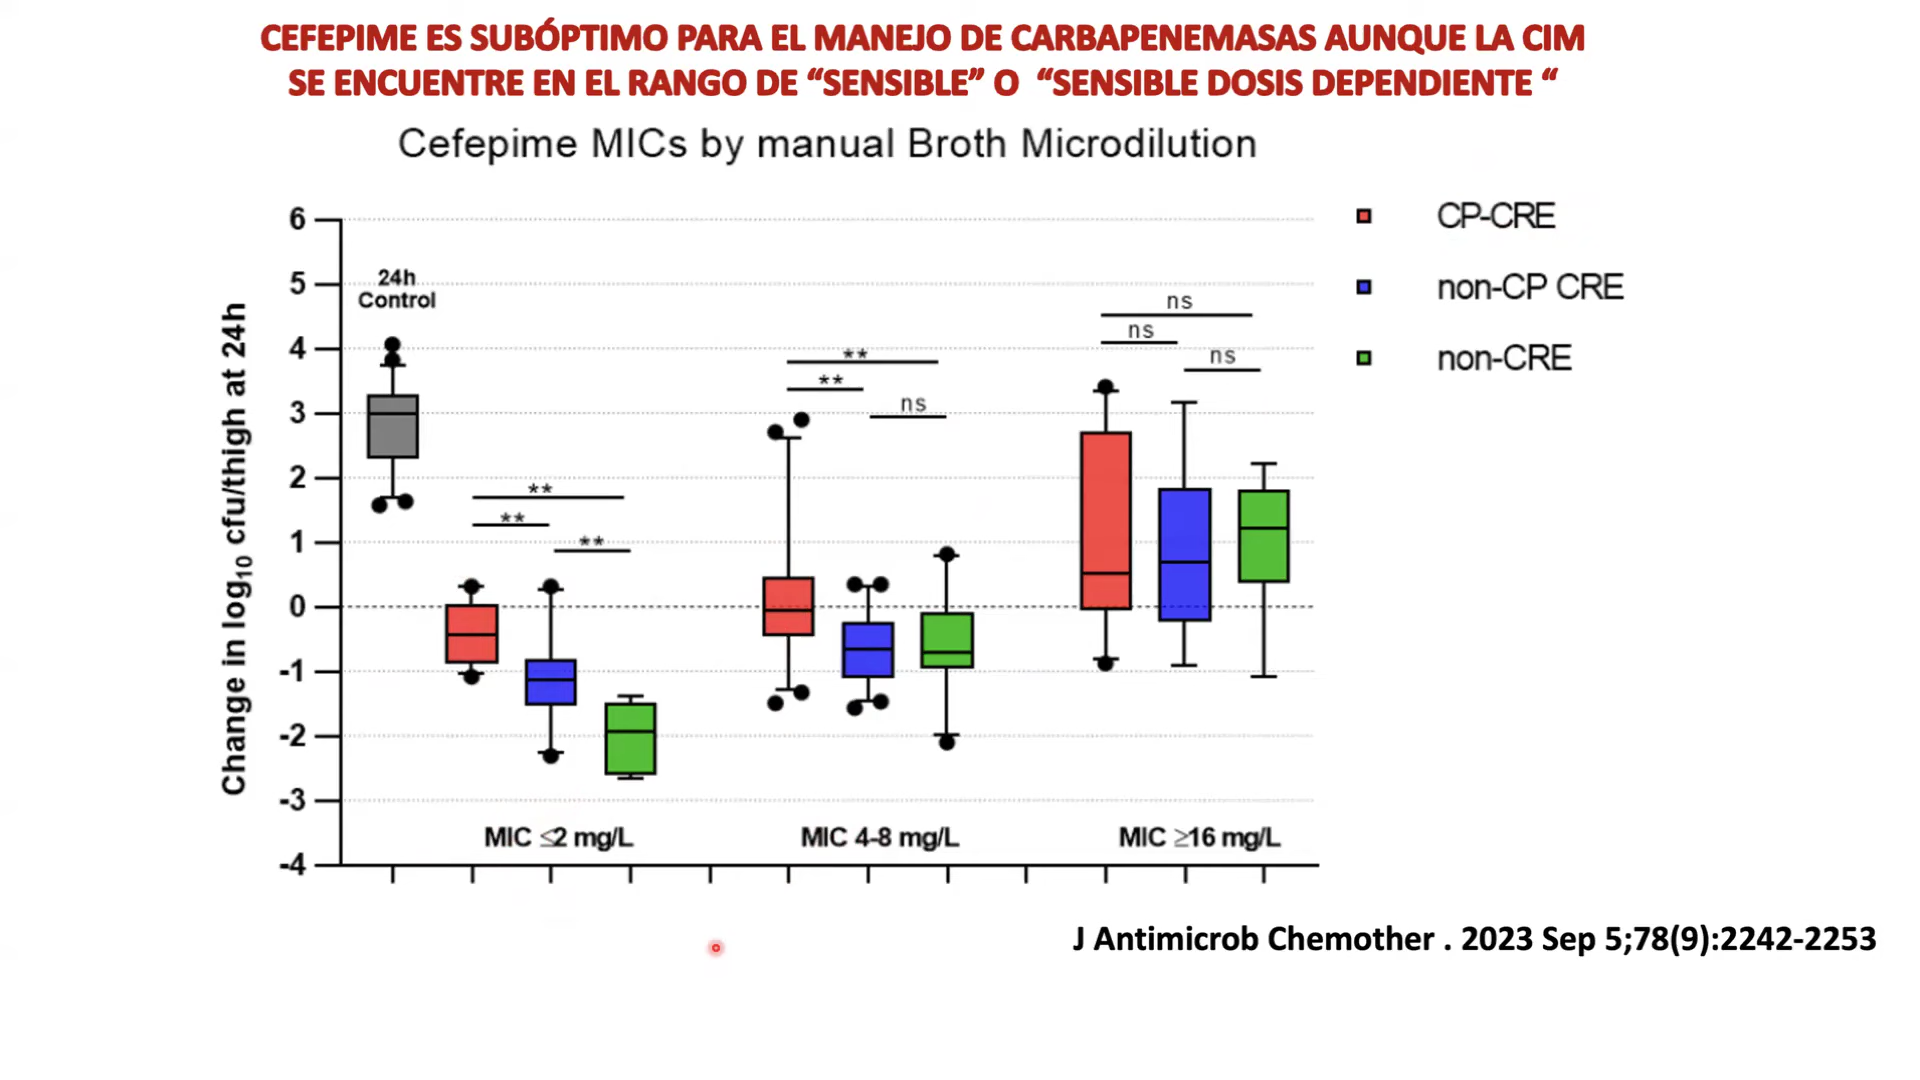 CEFEPIME ES SUBÓPTIMO PARA EL MANEJO DE CARBAPENEMASAS AUNQUE LA CIM
SE ENCUENTRE EN EL RANGO DE “SENSIBLE” O “SENSIBLE DOSIS DEPENDIENTE “
Cefepime MICs by manual Broth Microdilution
Change in log10 cfu/thigh at 24h
6
5
4
3
2
1
0
-1
-2
-3
-4
24h
Control
**
**
**
**
**
ns
ns
ns
ns
MIC ≤2 mg/L
MIC 4-8 mg/L
MIC ≥16 mg/L
CP-CRE
non-CP CRE
non-CRE
J Antimicrob Chemother . 2023 Sep 5;78(9):2242-2253